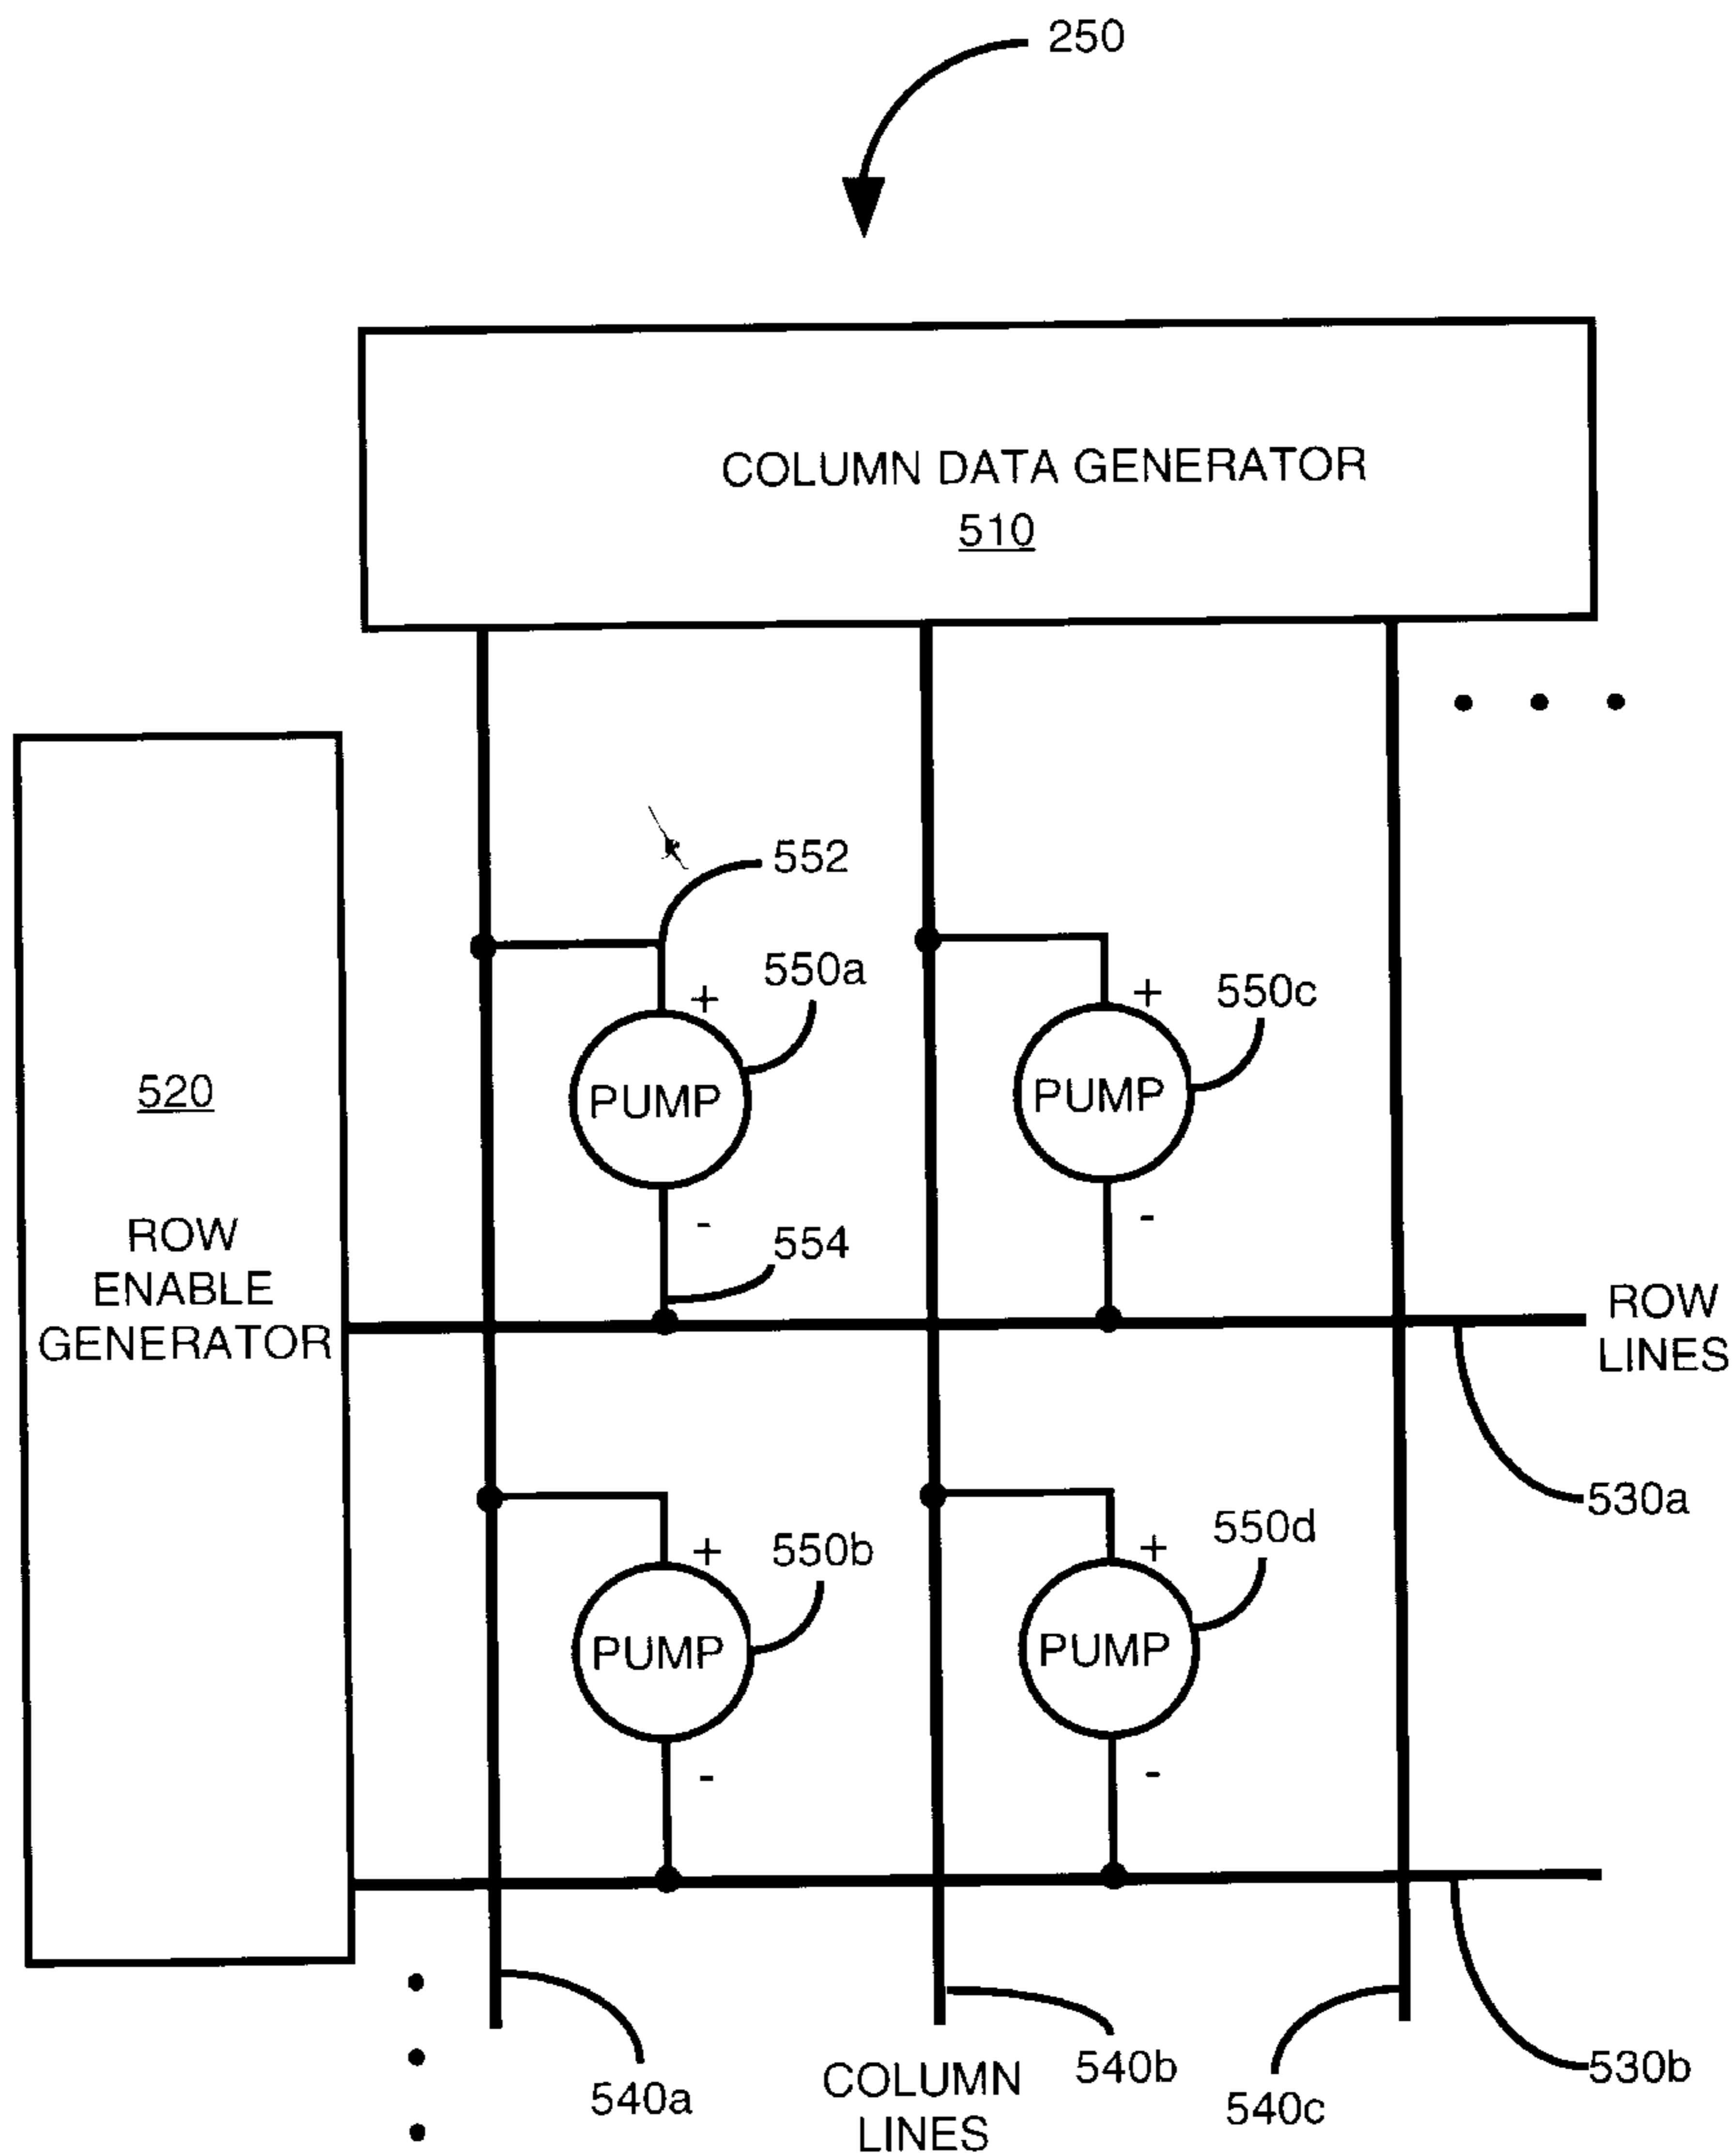 250
COLUMN DATA GENERATOR
510
552
550a
+
550c
+
PUMP
PUMP
520
-
-
554
ROW
ENABLE
GENERATOR
ROW
LINES
530a
550b
+
550d
+
PUMP
PUMP
-
-
540a
COLUMN
LINES
540b
540c
530b